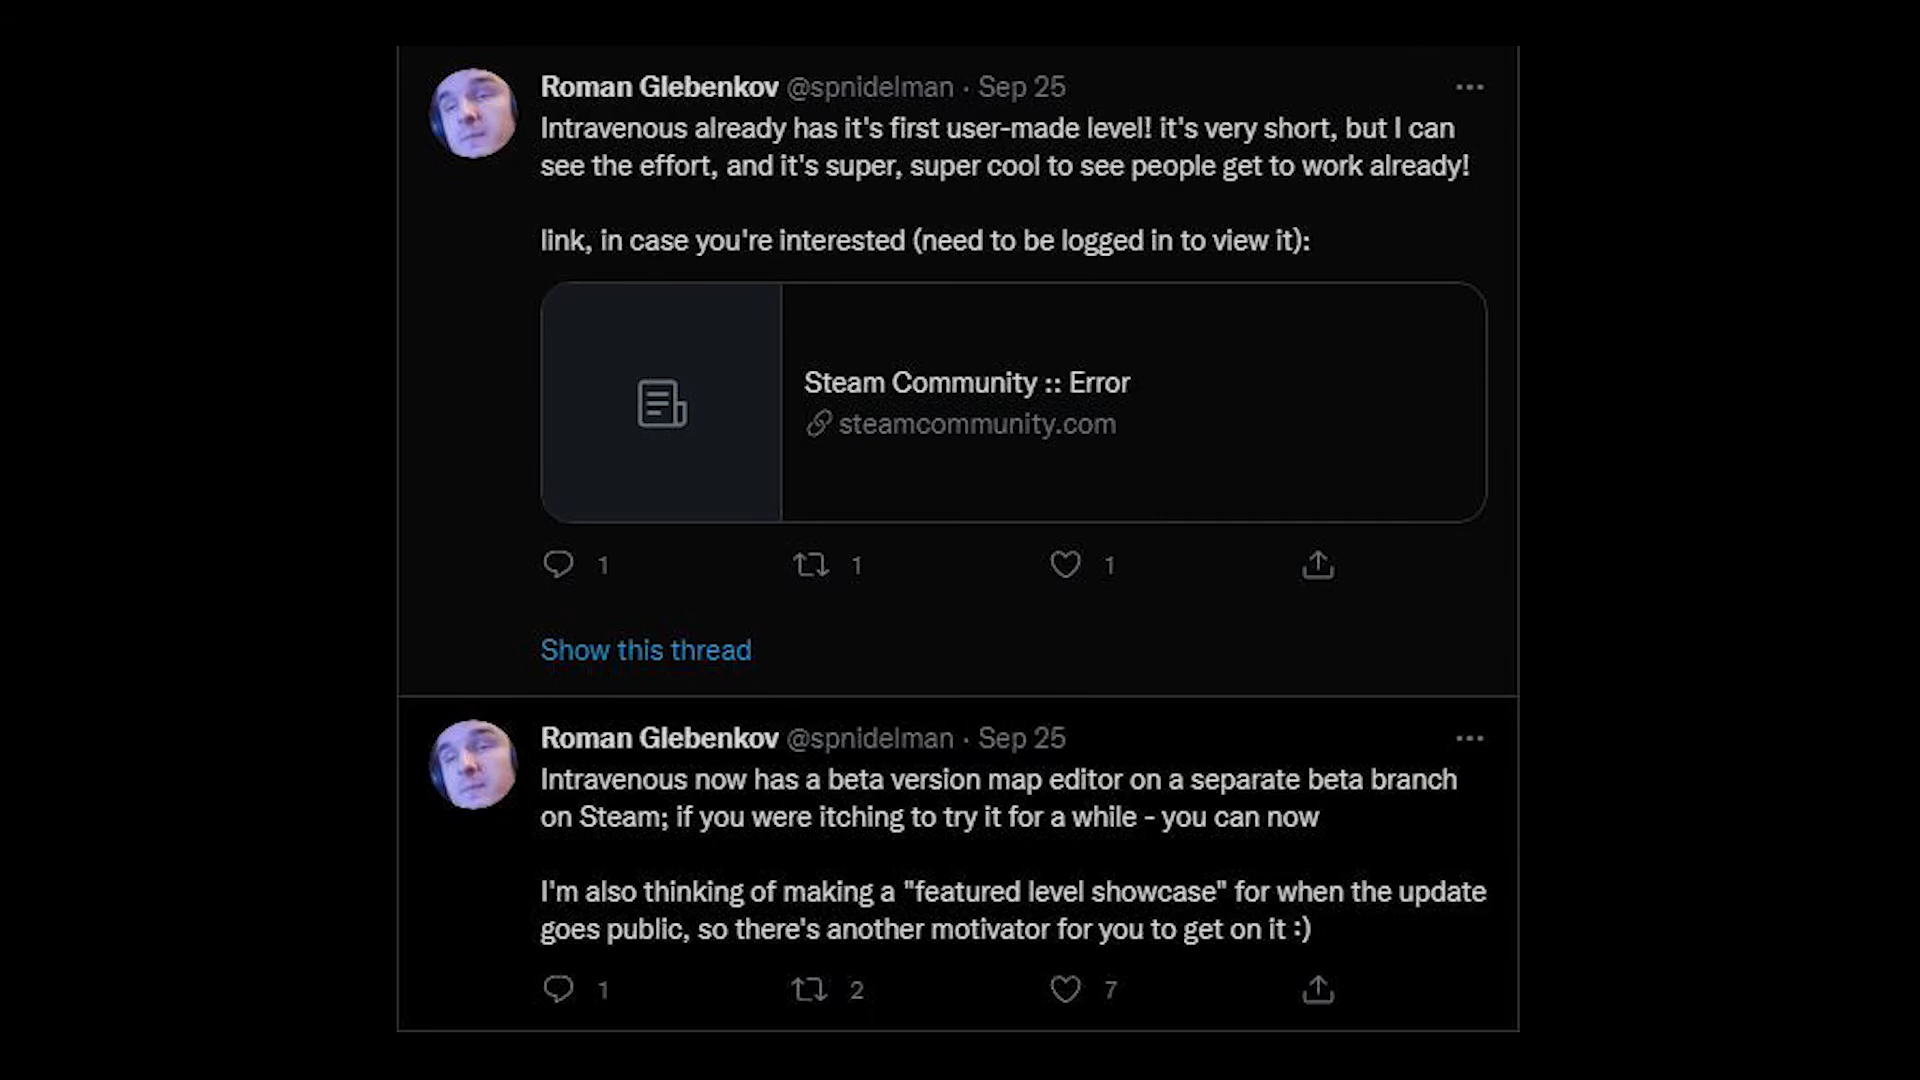 Roman Glebenkov @spnidelman · Sep 25
Intravenous already has it's first user-made level! it's very short, but I can
see the effort, and it's super, super cool to see people get to work already!
link, in case you're interested (need to be logged in to view it):
Steam Community :: Error
steamcommunity.com
1 1 1
Show this thread
Roman Glebenkov @spnidelman · Sep 25
Intravenous now has a beta version map editor on a separate beta branch
on Steam; if you were itching to try it for a while - you can now
I'm also thinking of making a "featured level showcase" for when the update
goes public, so there's another motivator for you to get on it :)
1 2 7